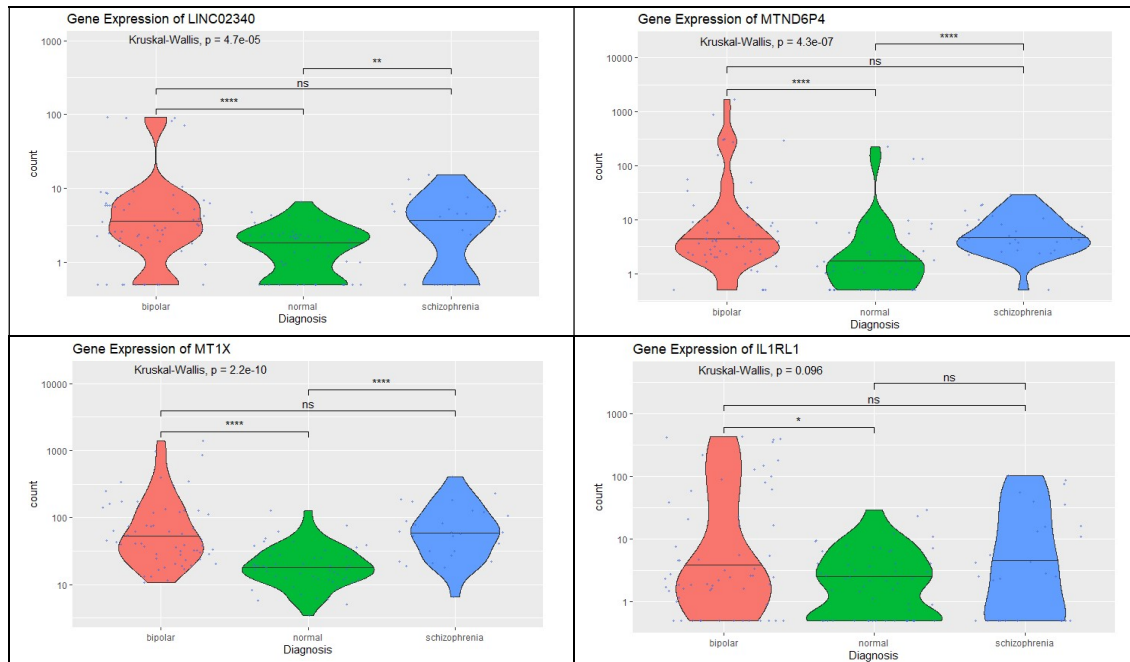 Gene Expression of LINC02340
Kruskal-Wallis, p = 4.7e-05
1000
100
10
1
count
**
ns
****
bipolar
normal
schizophrenia
Diagnosis
Gene Expression of MTND6P4
Kruskal-Wallis, p = 4.3e-07
10000
1000
100
10
1
count
****
ns
****
bipolar
normal
schizophrenia
Diagnosis
Gene Expression of MT1X
Kruskal-Wallis, p = 2.2e-10
10000
1000
100
10
count
****
ns
****
bipolar
normal
schizophrenia
Diagnosis
Gene Expression of IL1RL1
Kruskal-Wallis, p = 0.096
1000
100
10
1
count
ns
ns
*
bipolar
normal
schizophrenia
Diagnosis